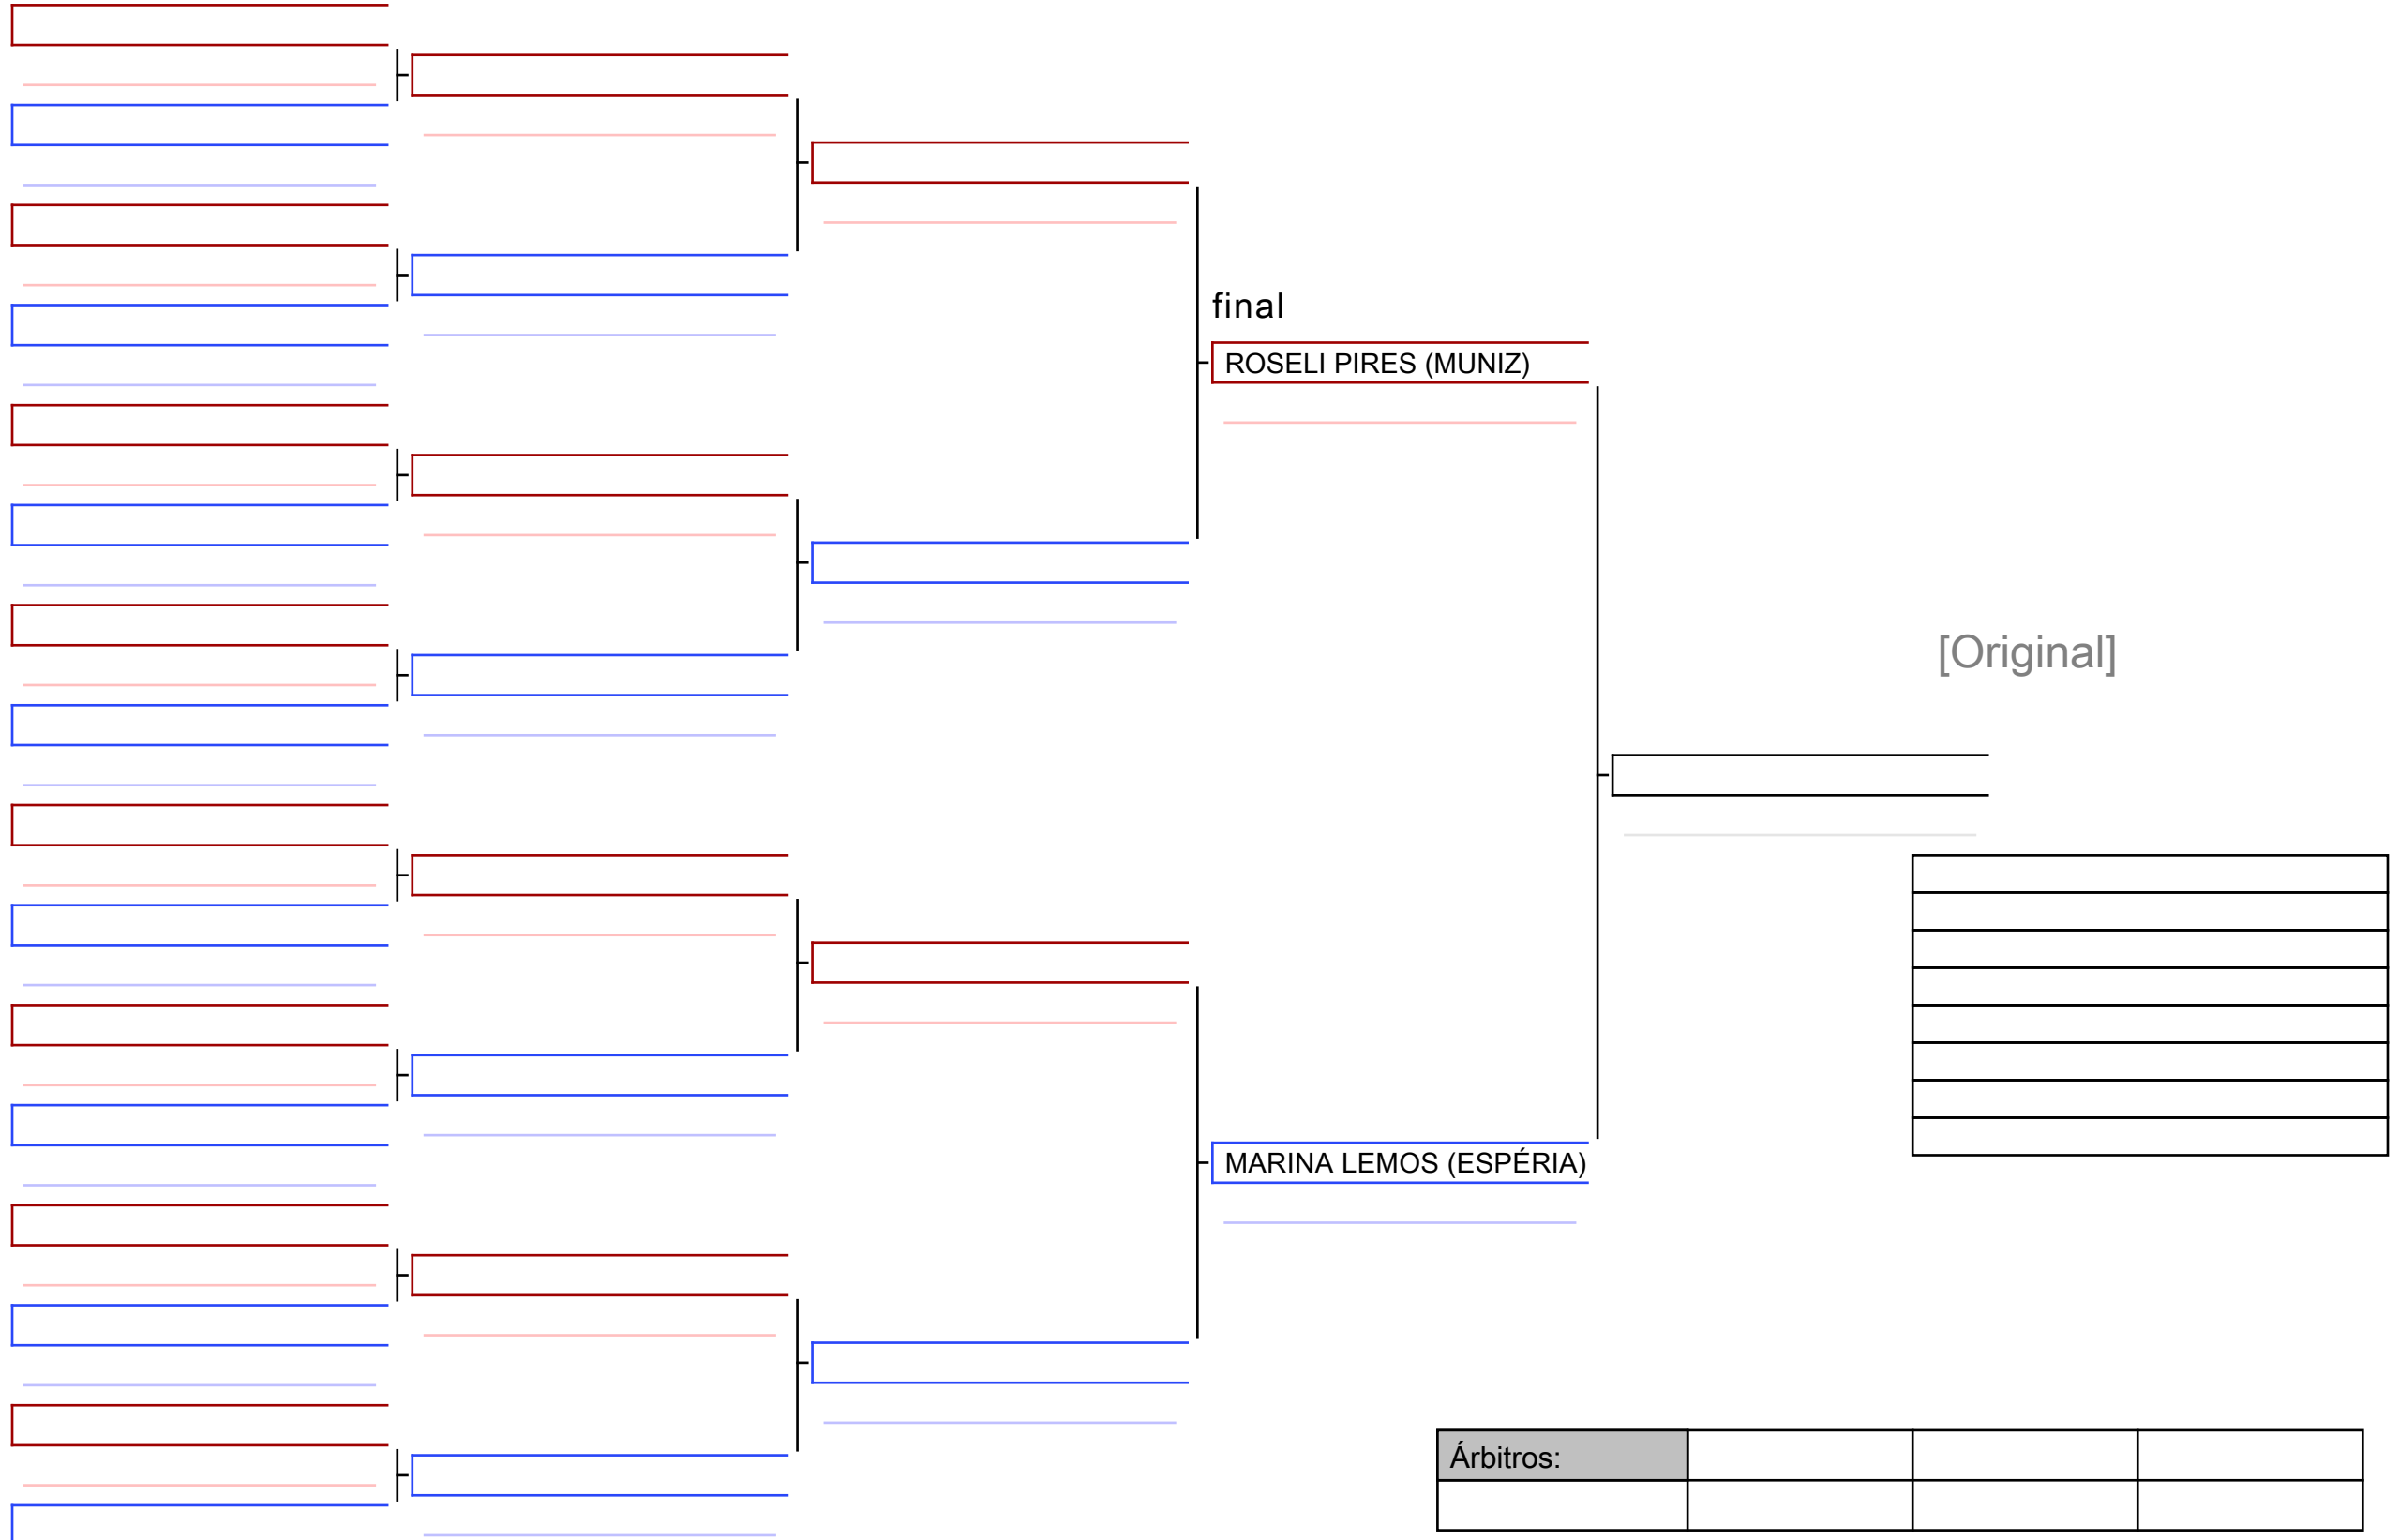 final
ROSELI PIRES (MUNIZ)
[Original]
MARINA LEMOS (ESPÉRIA)
Árbitros: